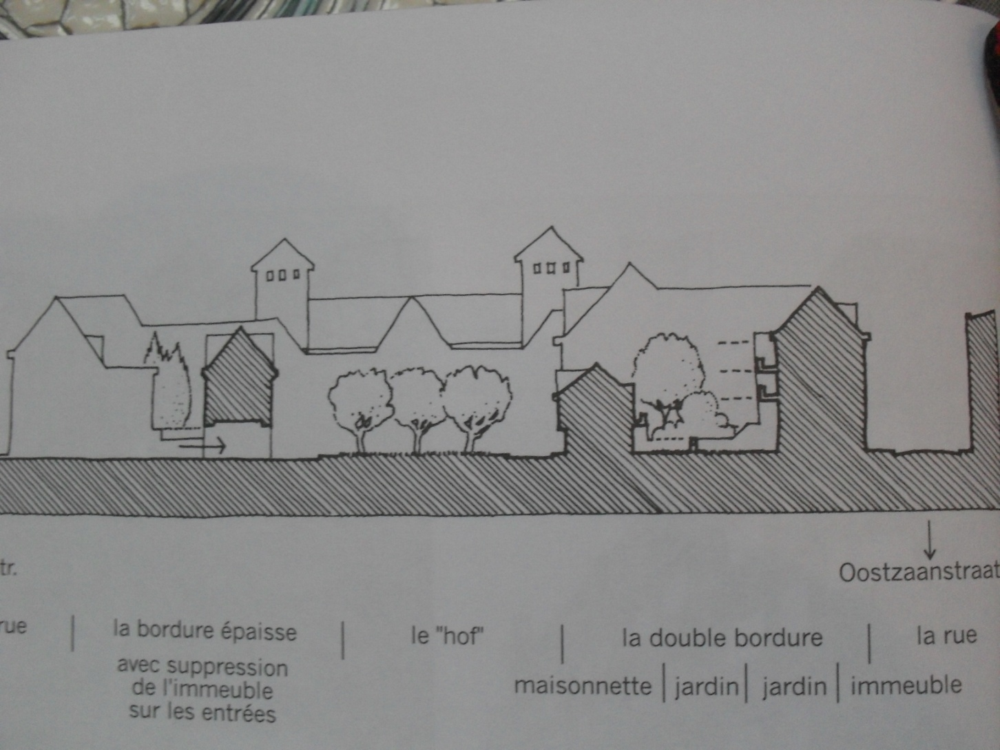 tr.
Oostzaanstraat
rue | la bordure épaisse | le "hof" | la double bordure | la rue
avec suppression
de l'immeuble
sur les entrées
maisonnette | jardin | jardin | immeuble